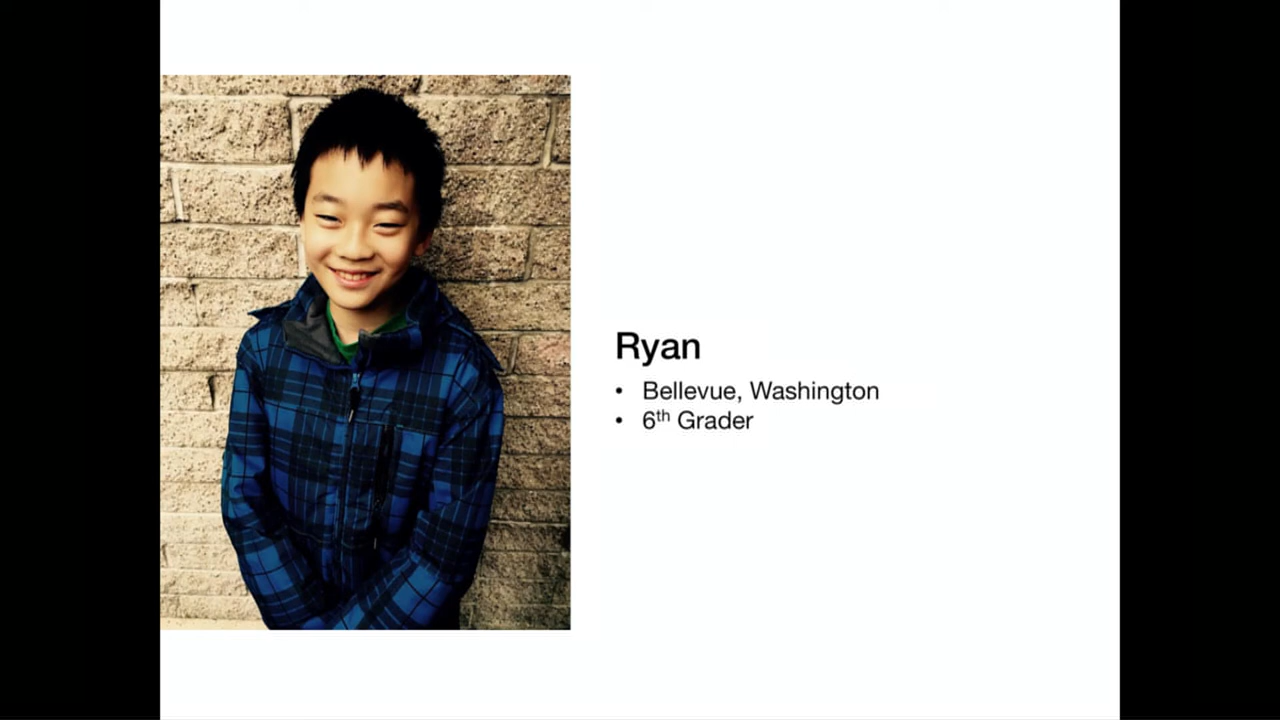 Ryan
• Bellevue, Washington
• 6th Grader